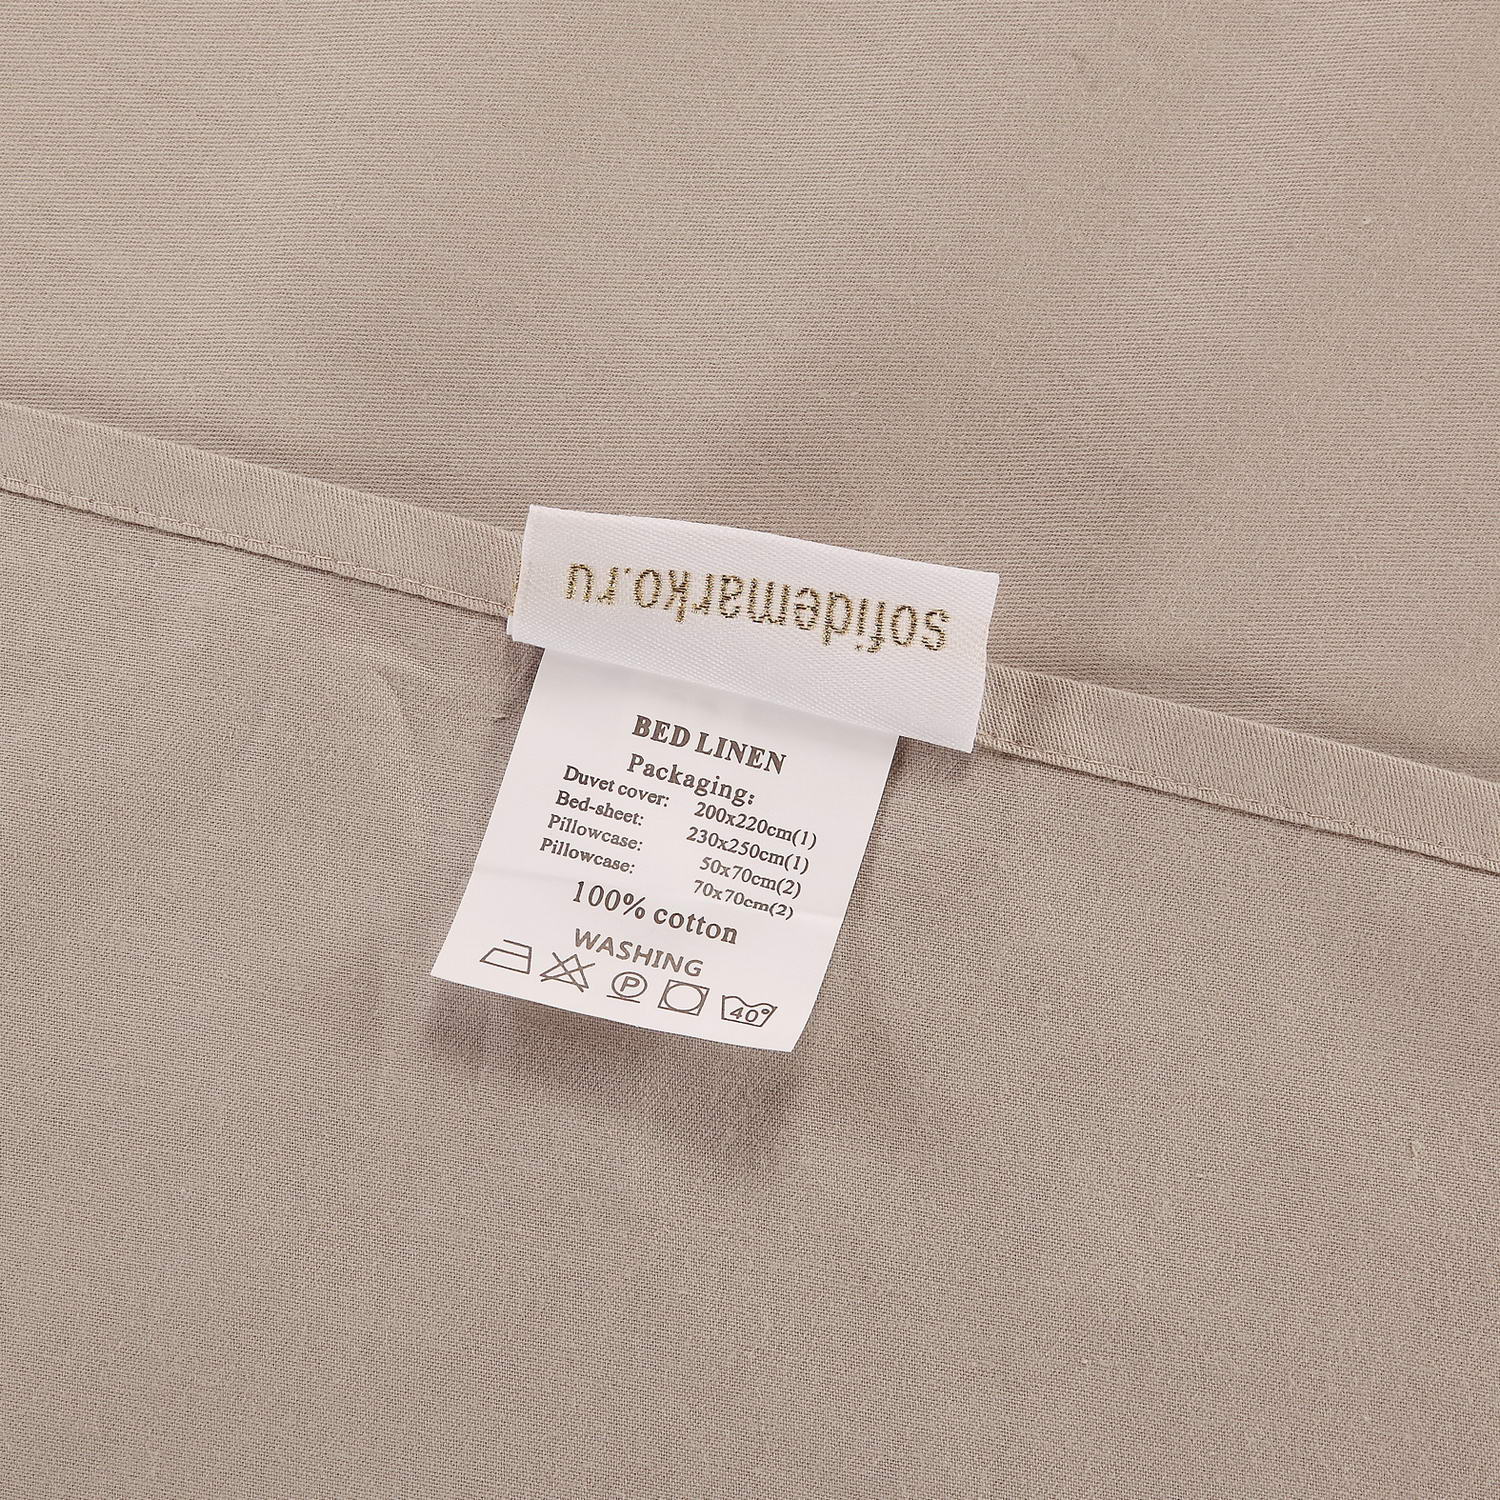 sofidemarko.ru
BED LINEN
Packaging:
Duvet cover: 200x220cm(1)
Bed-sheet: 230x250cm(1)
Pillowcase: 50x70cm(2)
Pillowcase: 70x70cm(2)
100% cotton
WASHING
P 40°